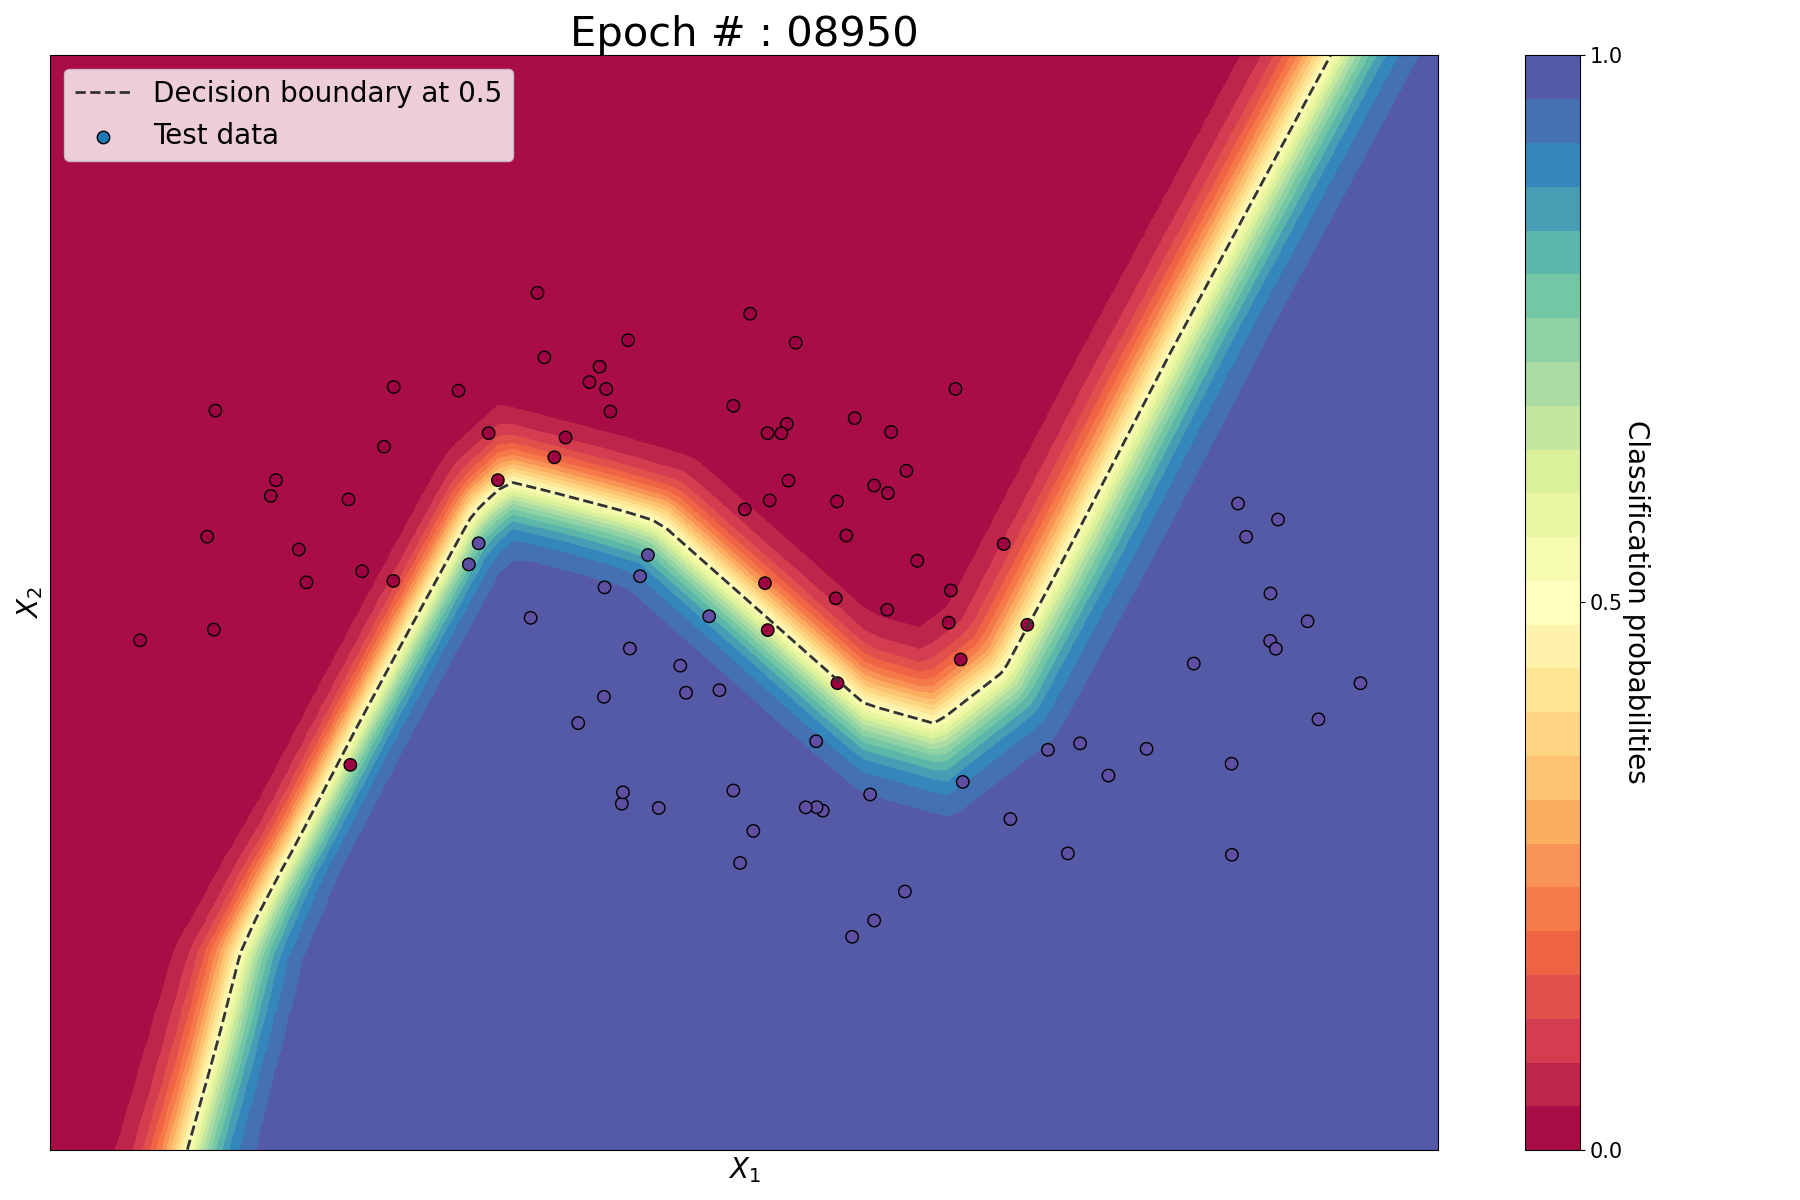 Epoch # : 08950
Decision boundary at 0.5
Test data
X₂
X₁
1.0
0.5
0.0
Classification probabilities